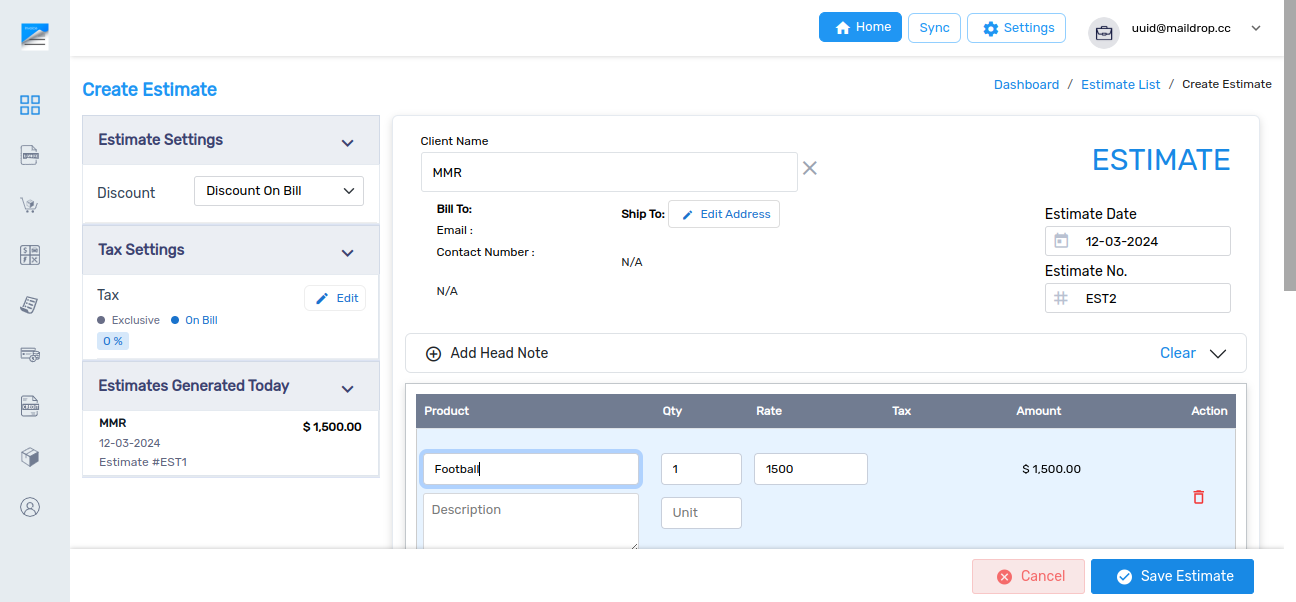 Home
Sync
Settings
uuid@maildrop.cc
Create Estimate
Dashboard / Estimate List / Create Estimate
Estimate Settings
Discount
Discount On Bill
Tax Settings
Tax
Edit
Exclusive
On Bill
0 %
Estimates Generated Today
MMR
$ 1,500.00
12-03-2024
Estimate #EST1
Client Name
MMR
ESTIMATE
Bill To:
Email :
Contact Number :
N/A
Ship To:
Edit Address
N/A
Estimate Date
12-03-2024
Estimate No.
EST2
Add Head Note
Clear
Product Qty Rate Tax Amount Action
Football 1 1500 $ 1,500.00
Description
Unit
Cancel
Save Estimate